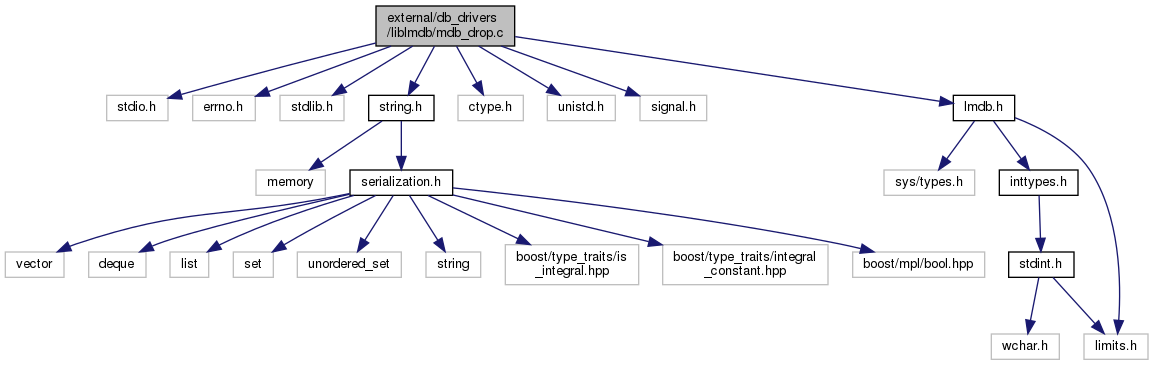 external/db_drivers
/liblmdb/mdb_drop.c
stdio.h
errno.h
stdlib.h
string.h
ctype.h
unistd.h
signal.h
lmdb.h
memory
serialization.h
sys/types.h
inttypes.h
vector
deque
list
set
unordered_set
string
boost/type_traits/is
_integral.hpp
boost/type_traits/integral
_constant.hpp
boost/mpl/bool.hpp
stdint.h
wchar.h
limits.h